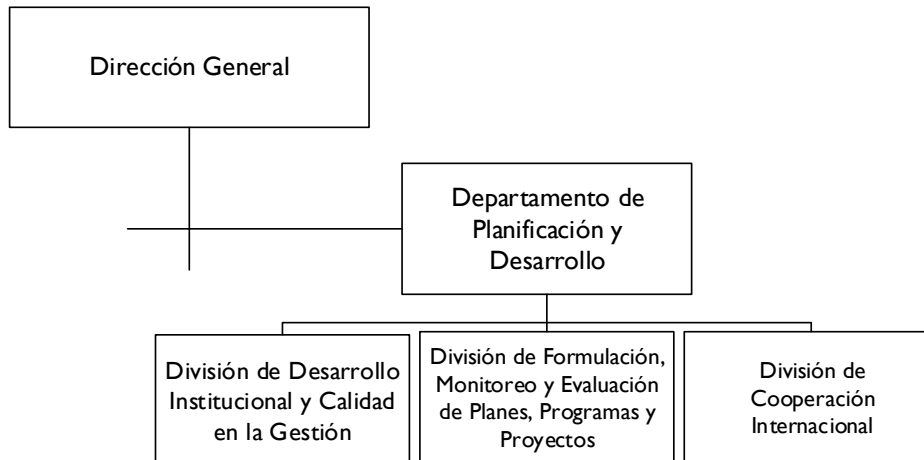 Dirección General
Departamento de
Planificación y
Desarrollo
División de Desarrollo
Institucional y Calidad
en la Gestión
División de Formulación,
Monitoreo y Evaluación
de Planes, Programas y
Proyectos
División de
Cooperación
Internacional